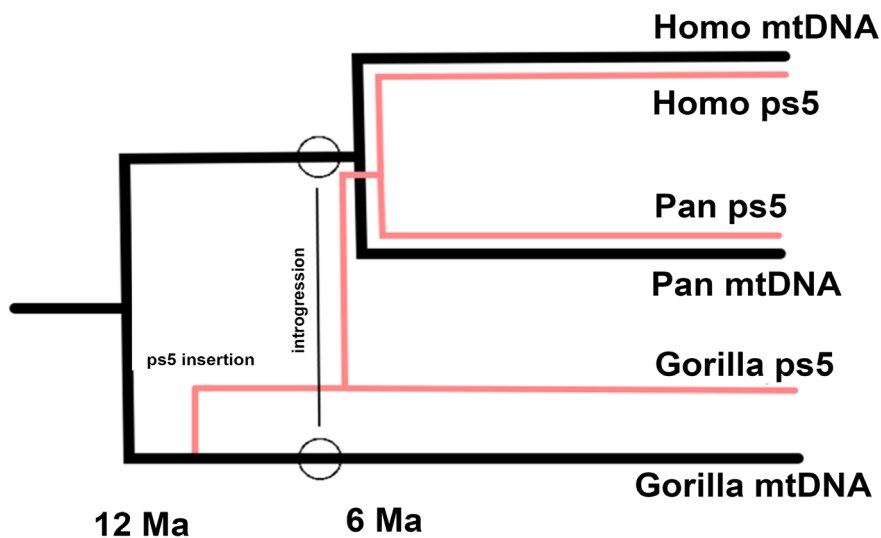 Homo mtDNA
Homo ps5
Pan ps5
Pan mtDNA
introgression
ps5 insertion
Gorilla ps5
Gorilla mtDNA
12 Ma
6 Ma